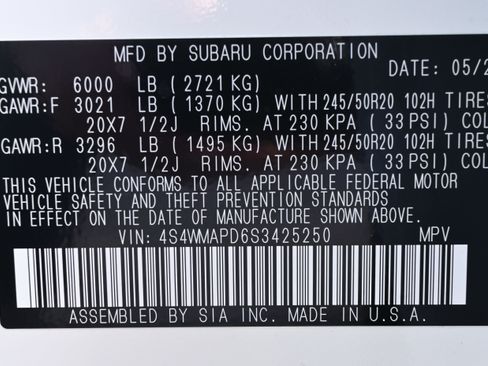 MFD BY SUBARU CORPORATION
DATE: 05/2
GVWR: 6000 LB (2721 KG)
GAWR:F 3021 LB (1370 KG) WITH 245/50R20 102H TIRES
20X7 1/2J RIMS. AT 230 KPA (33 PSI) COL
GAWR:R 3296 LB (1495 KG) WITH 245/50R20 102H TIRES
20X7 1/2J RIMS. AT 230 KPA (33 PSI) COL
THIS VEHICLE CONFORMS TO ALL APPLICABLE FEDERAL MOTOR
VEHICLE SAFETY AND THEFT PREVENTION STANDARDS
IN EFFECT ON THE DATE OF MANUFACTURE SHOWN ABOVE.
VIN: 4S4WMAPD6S3425250 MPV
ASSEMBLED BY SIA INC. MADE IN U.S.A.